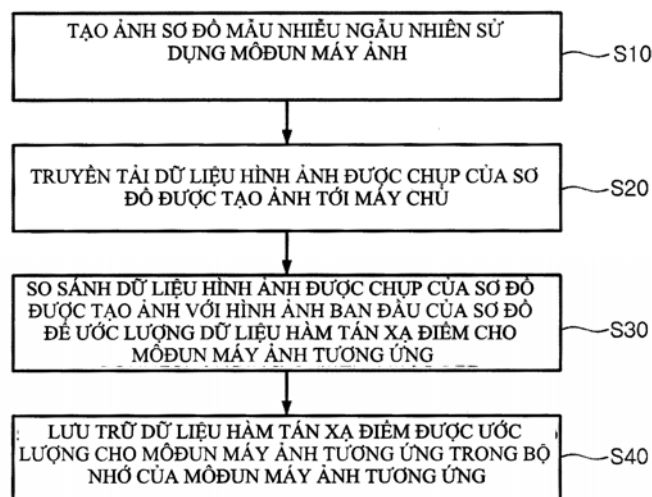 TẠO ẢNH SƠ ĐỒ MẪU NHIỄU NGẪU NHIÊN SỬ
DỤNG MÔĐUN MÁY ẢNH
S10
TRUYỀN TẢI DỮ LIỆU HÌNH ẢNH ĐƯỢC CHỤP CỦA SƠ
ĐỒ ĐƯỢC TẠO ẢNH TỚI MÁY CHỦ
S20
SO SÁNH DỮ LIỆU HÌNH ẢNH ĐƯỢC CHỤP CỦA SƠ ĐỒ
ĐƯỢC TẠO ẢNH VỚI HÌNH ẢNH BAN ĐẦU CỦA SƠ ĐỒ
ĐỂ ƯỚC LƯỢNG DỮ LIỆU HÀM TÁN XẠ ĐIỂM CHO
MÔĐUN MÁY ẢNH TƯƠNG ỨNG
S30
LƯU TRỮ DỮ LIỆU HÀM TÁN XẠ ĐIỂM ĐƯỢC ƯỚC
LƯỢNG CHO MÔĐUN MÁY ẢNH TƯƠNG ỨNG TRONG BỘ
NHỚ CỦA MÔĐUN MÁY ẢNH TƯƠNG ỨNG
S40